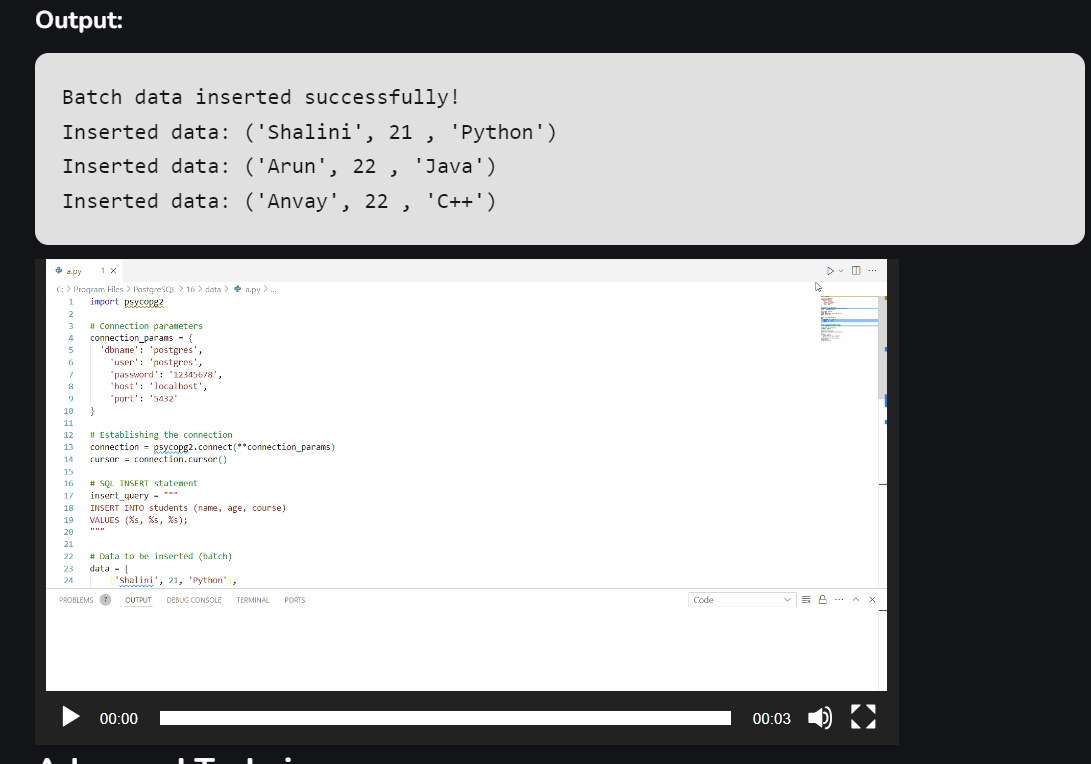 Output:
Batch data inserted successfully!
Inserted data: ('Shalini', 21 , 'Python')
Inserted data: ('Arun', 22 , 'Java')
Inserted data: ('Anvay', 22 , 'C++')
a.py 1 ×
C: > Program Files > PostgreSQL > 16 > data > a.py > ...
1 import psycopg2
2
3 # Connection parameters
4 connection_params = {
5 'dbname': 'postgres',
6 'user': 'postgres',
7 'password': '12345678',
8 'host': 'localhost',
9 'port': '5432'
10 }
11
12 # Establishing the connection
13 connection = psycopg2.connect(**connection_params)
14 cursor = connection.cursor()
15
16 # SQL INSERT statement
17 insert_query = """
18 INSERT INTO students (name, age, course)
19 VALUES (%s, %s, %s);
20 """
21
22 # Data to be inserted (batch)
23 data = [
24 ('Shalini', 21, 'Python'),
PROBLEMS 7 OUTPUT DEBUG CONSOLE TERMINAL PORTS Code
00:00 00:03